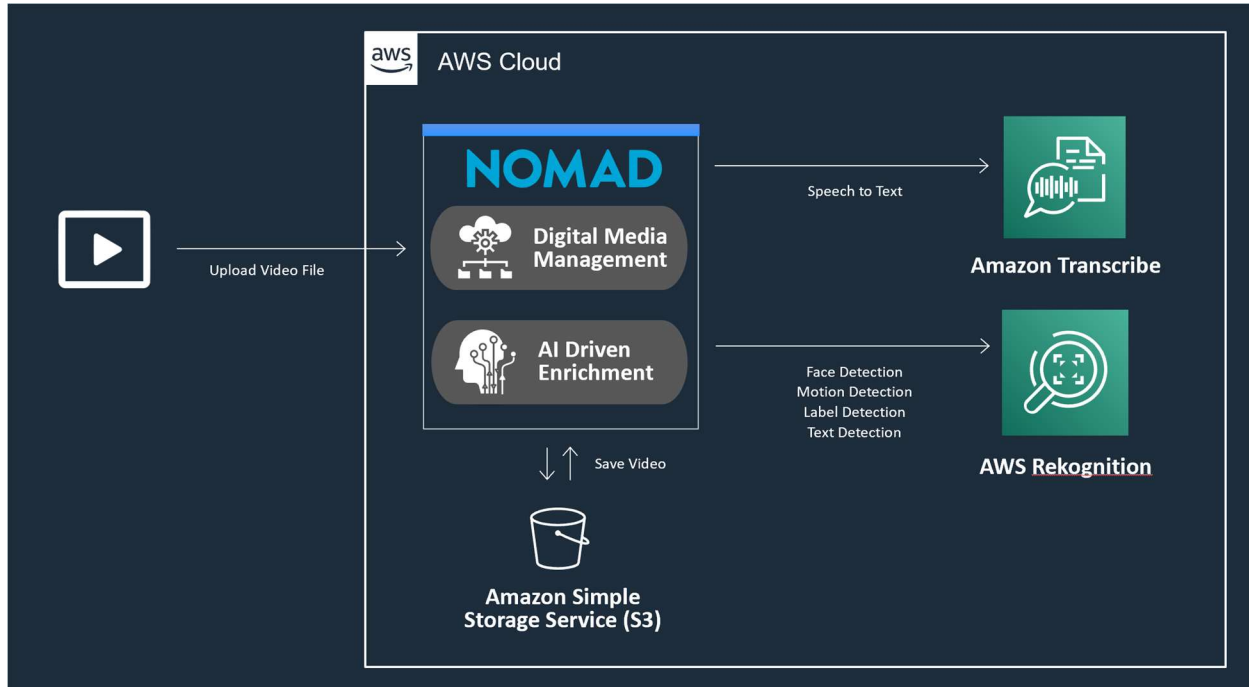 aws
AWS Cloud
NOMAD
Digital Media
Management
AI Driven
Enrichment
Upload Video File
Speech to Text
Amazon Transcribe
Face Detection
Motion Detection
Label Detection
Text Detection
AWS Rekognition
Save Video
Amazon Simple
Storage Service (S3)